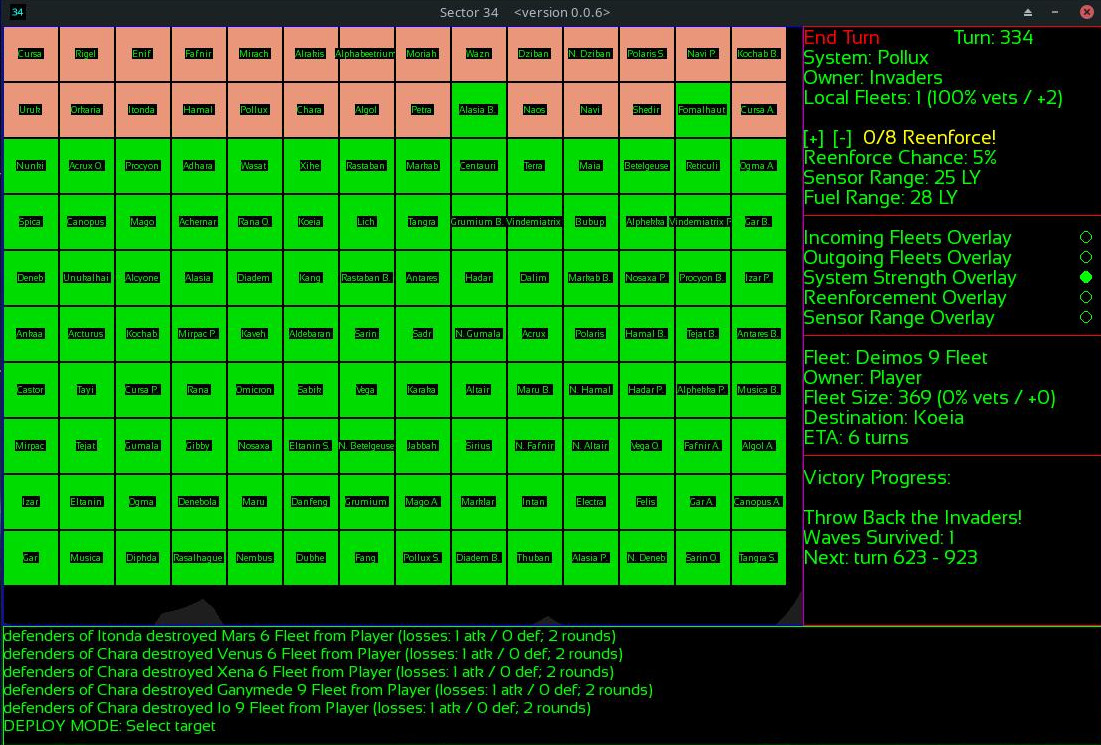 34
Sector 34 <version 0.0.6>
Cursa Rigel Enif Fafnir Mirach Alrakis Alphabeetrium Moriah Wazn Dziban N. Dziban Polaris S. Navi P. Kochab B.
Uruk Orkaria Itonda Hamal Pollux Chara Algol Petra Alasia B. Naos Navi Shedir Fomalhaut Cursa A.
Nunki Acrux O. Procyon Adhara Wasat Xihe Rastaban Markab Centauri Terra Maia Betelgeuse Reticuli Ogma A.
Spica Canopus Mago Achernar Rana O. Koeia Lich Tangra Grumium B. Vindemiatrix Bubup Alphekka Vindemiatrix P. Gar B.
Deneb Unukalhai Alcyone Alasia Diadem Kang Rastaban B. Antares Hadar Dalim Markab B. Nosaxa P. Procyon B. Izar P.
Ankaa Arcturus Kochab Mirpac P. Kaveh Aldebaran Sarin Sadr N. Gumala Acrux Polaris Hamal B. Tejat B. Antares B.
Castor Tayi Cursa P. Rana Omicron Sabik Vega Karaka Altair Maru B. N. Hamal Hadar P. Alphekka P. Musica B.
Mirpac Tejat Gumala Gibby Nosaxa Eltanin S. N. Betelgeuse Jabbah Sirius N. Fafnir N. Altair Vega O. Fafnir A. Algol A.
Izar Eltanin Ogma Denebola Maru Danfeng Grumium Mago A. Marklar Intan Electra Felis Gar A. Canopus A.
Gar Musica Diphda Rasalhague Nembus Dubhe Fang Pollux S. Diadem B. Thuban Alasia P. N. Deneb Sarin O. Tangra S.
End Turn Turn: 334
System: Pollux
Owner: Invaders
Local Fleets: 1 (100% vets / +2)
[+] [-] 0/8 Reenforce!
Reenforce Chance: 5%
Sensor Range: 25 LY
Fuel Range: 28 LY
Incoming Fleets Overlay
Outgoing Fleets Overlay
System Strength Overlay
Reenforcement Overlay
Sensor Range Overlay
Fleet: Deimos 9 Fleet
Owner: Player
Fleet Size: 369 (0% vets / +0)
Destination: Koeia
ETA: 6 turns
Victory Progress:
Throw Back the Invaders!
Waves Survived: 1
Next: turn 623 - 923
defenders of Itonda destroyed Mars 6 Fleet from Player (losses: 1 atk / 0 def; 2 rounds)
defenders of Chara destroyed Venus 6 Fleet from Player (losses: 1 atk / 0 def; 2 rounds)
defenders of Chara destroyed Xena 6 Fleet from Player (losses: 1 atk / 0 def; 2 rounds)
defenders of Chara destroyed Ganymede 9 Fleet from Player (losses: 1 atk / 0 def; 2 rounds)
defenders of Chara destroyed Io 9 Fleet from Player (losses: 1 atk / 0 def; 2 rounds)
DEPLOY MODE: Select target